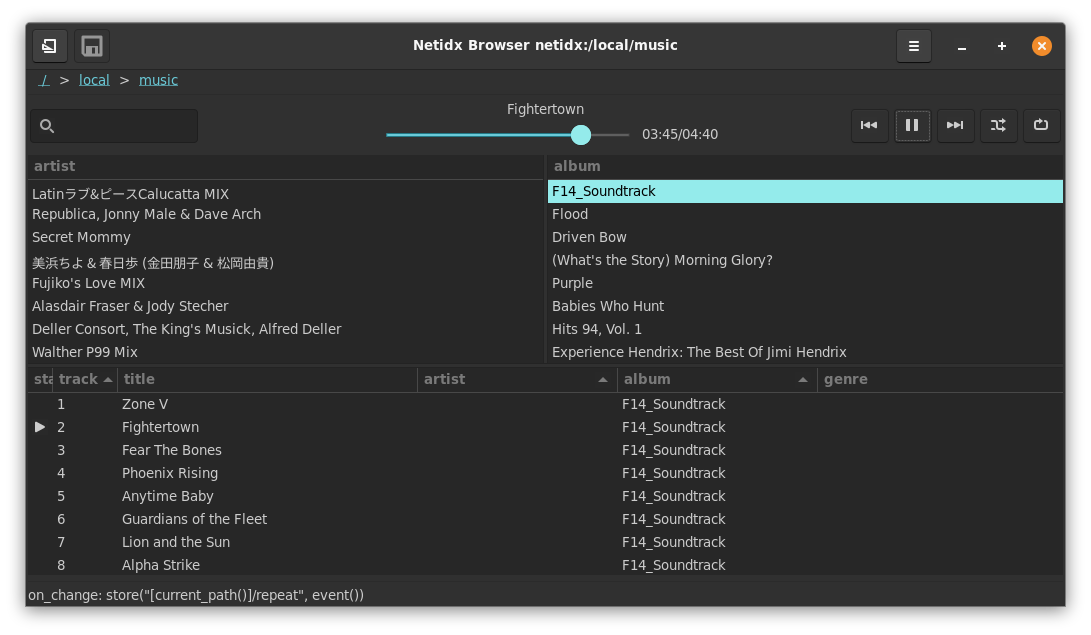 Netidx Browser netidx:/local/music
/ > local > music
Fightertown
03:45/04:40
artist
Latinラブ&ピースCalucatta MIX
Republica, Jonny Male & Dave Arch
Secret Mommy
美浜ちよ & 春日歩 (金田朋子 & 松岡由貴)
Fujiko's Love MIX
Alasdair Fraser & Jody Stecher
Deller Consort, The King's Musick, Alfred Deller
Walther P99 Mix
album
F14_Soundtrack
Flood
Driven Bow
(What's the Story) Morning Glory?
Purple
Babies Who Hunt
Hits 94, Vol. 1
Experience Hendrix: The Best Of Jimi Hendrix
sta track title artist album genre
1 Zone V F14_Soundtrack
2 Fightertown F14_Soundtrack
3 Fear The Bones F14_Soundtrack
4 Phoenix Rising F14_Soundtrack
5 Anytime Baby F14_Soundtrack
6 Guardians of the Fleet F14_Soundtrack
7 Lion and the Sun F14_Soundtrack
8 Alpha Strike F14_Soundtrack
on_change: store("[current_path()]/repeat", event())